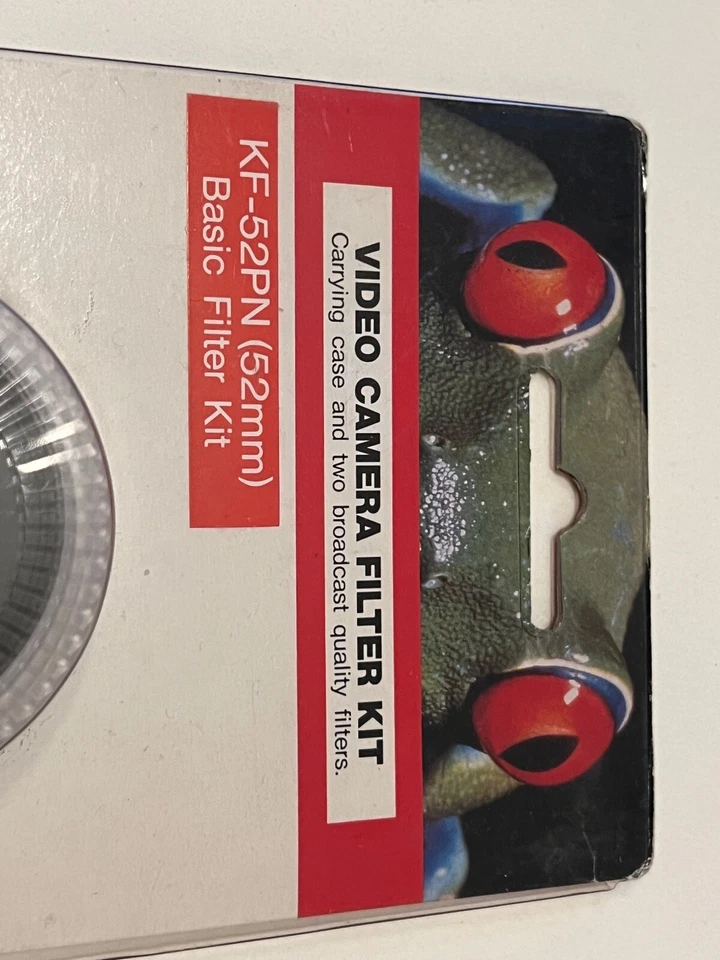 VIDEO CAMERA FILTER KIT
Carrying case and two broadcast quality filters.
KF-52PN (52mm)
Basic Filter Kit